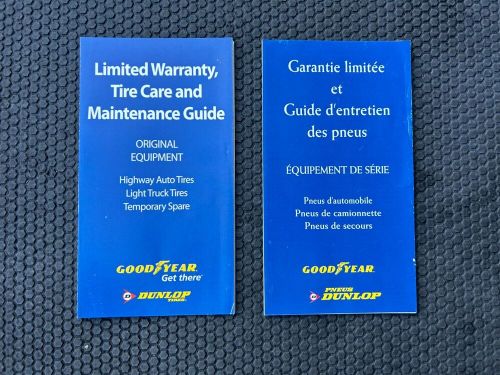 Limited Warranty,
Tire Care and
Maintenance Guide
ORIGINAL
EQUIPMENT
Highway Auto Tires
Light Truck Tires
Temporary Spare
GOODYEAR
Get there
DUNLOP
TIRES
Garantie limitée
et
Guide d'entretien
des pneus
ÉQUIPEMENT DE SÉRIE
Pneus d'automobile
Pneus de camionnette
Pneus de secours
GOODYEAR
PNEUS
DUNLOP